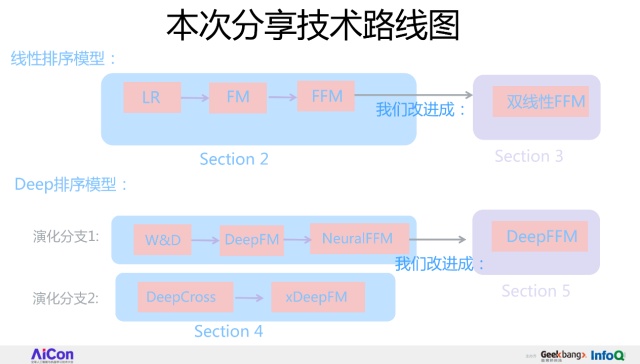 本次分享技术路线图
线性排序模型：
LR
FM
FFM
我们改进成：
双线性FFM
Section 2
Section 3
Deep排序模型：
演化分支1:
W&D
DeepFM
NeuralFFM
我们改进成：
DeepFFM
演化分支2:
DeepCross
xDeepFM
Section 5
Section 4
AiCon
Geekbang>.
InfoQ